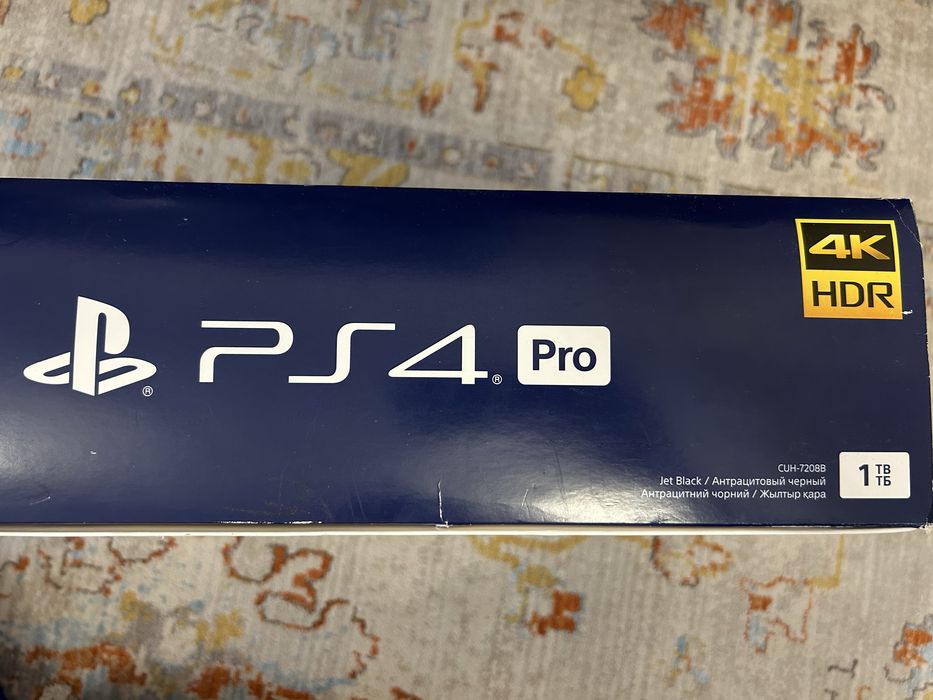 4K
HDR
PS4® Pro
®
CUH-7208B
Jet Black / Антрацитовый черный
Антрацитний чорний / Жылтыр қара
1 TB
ТБ